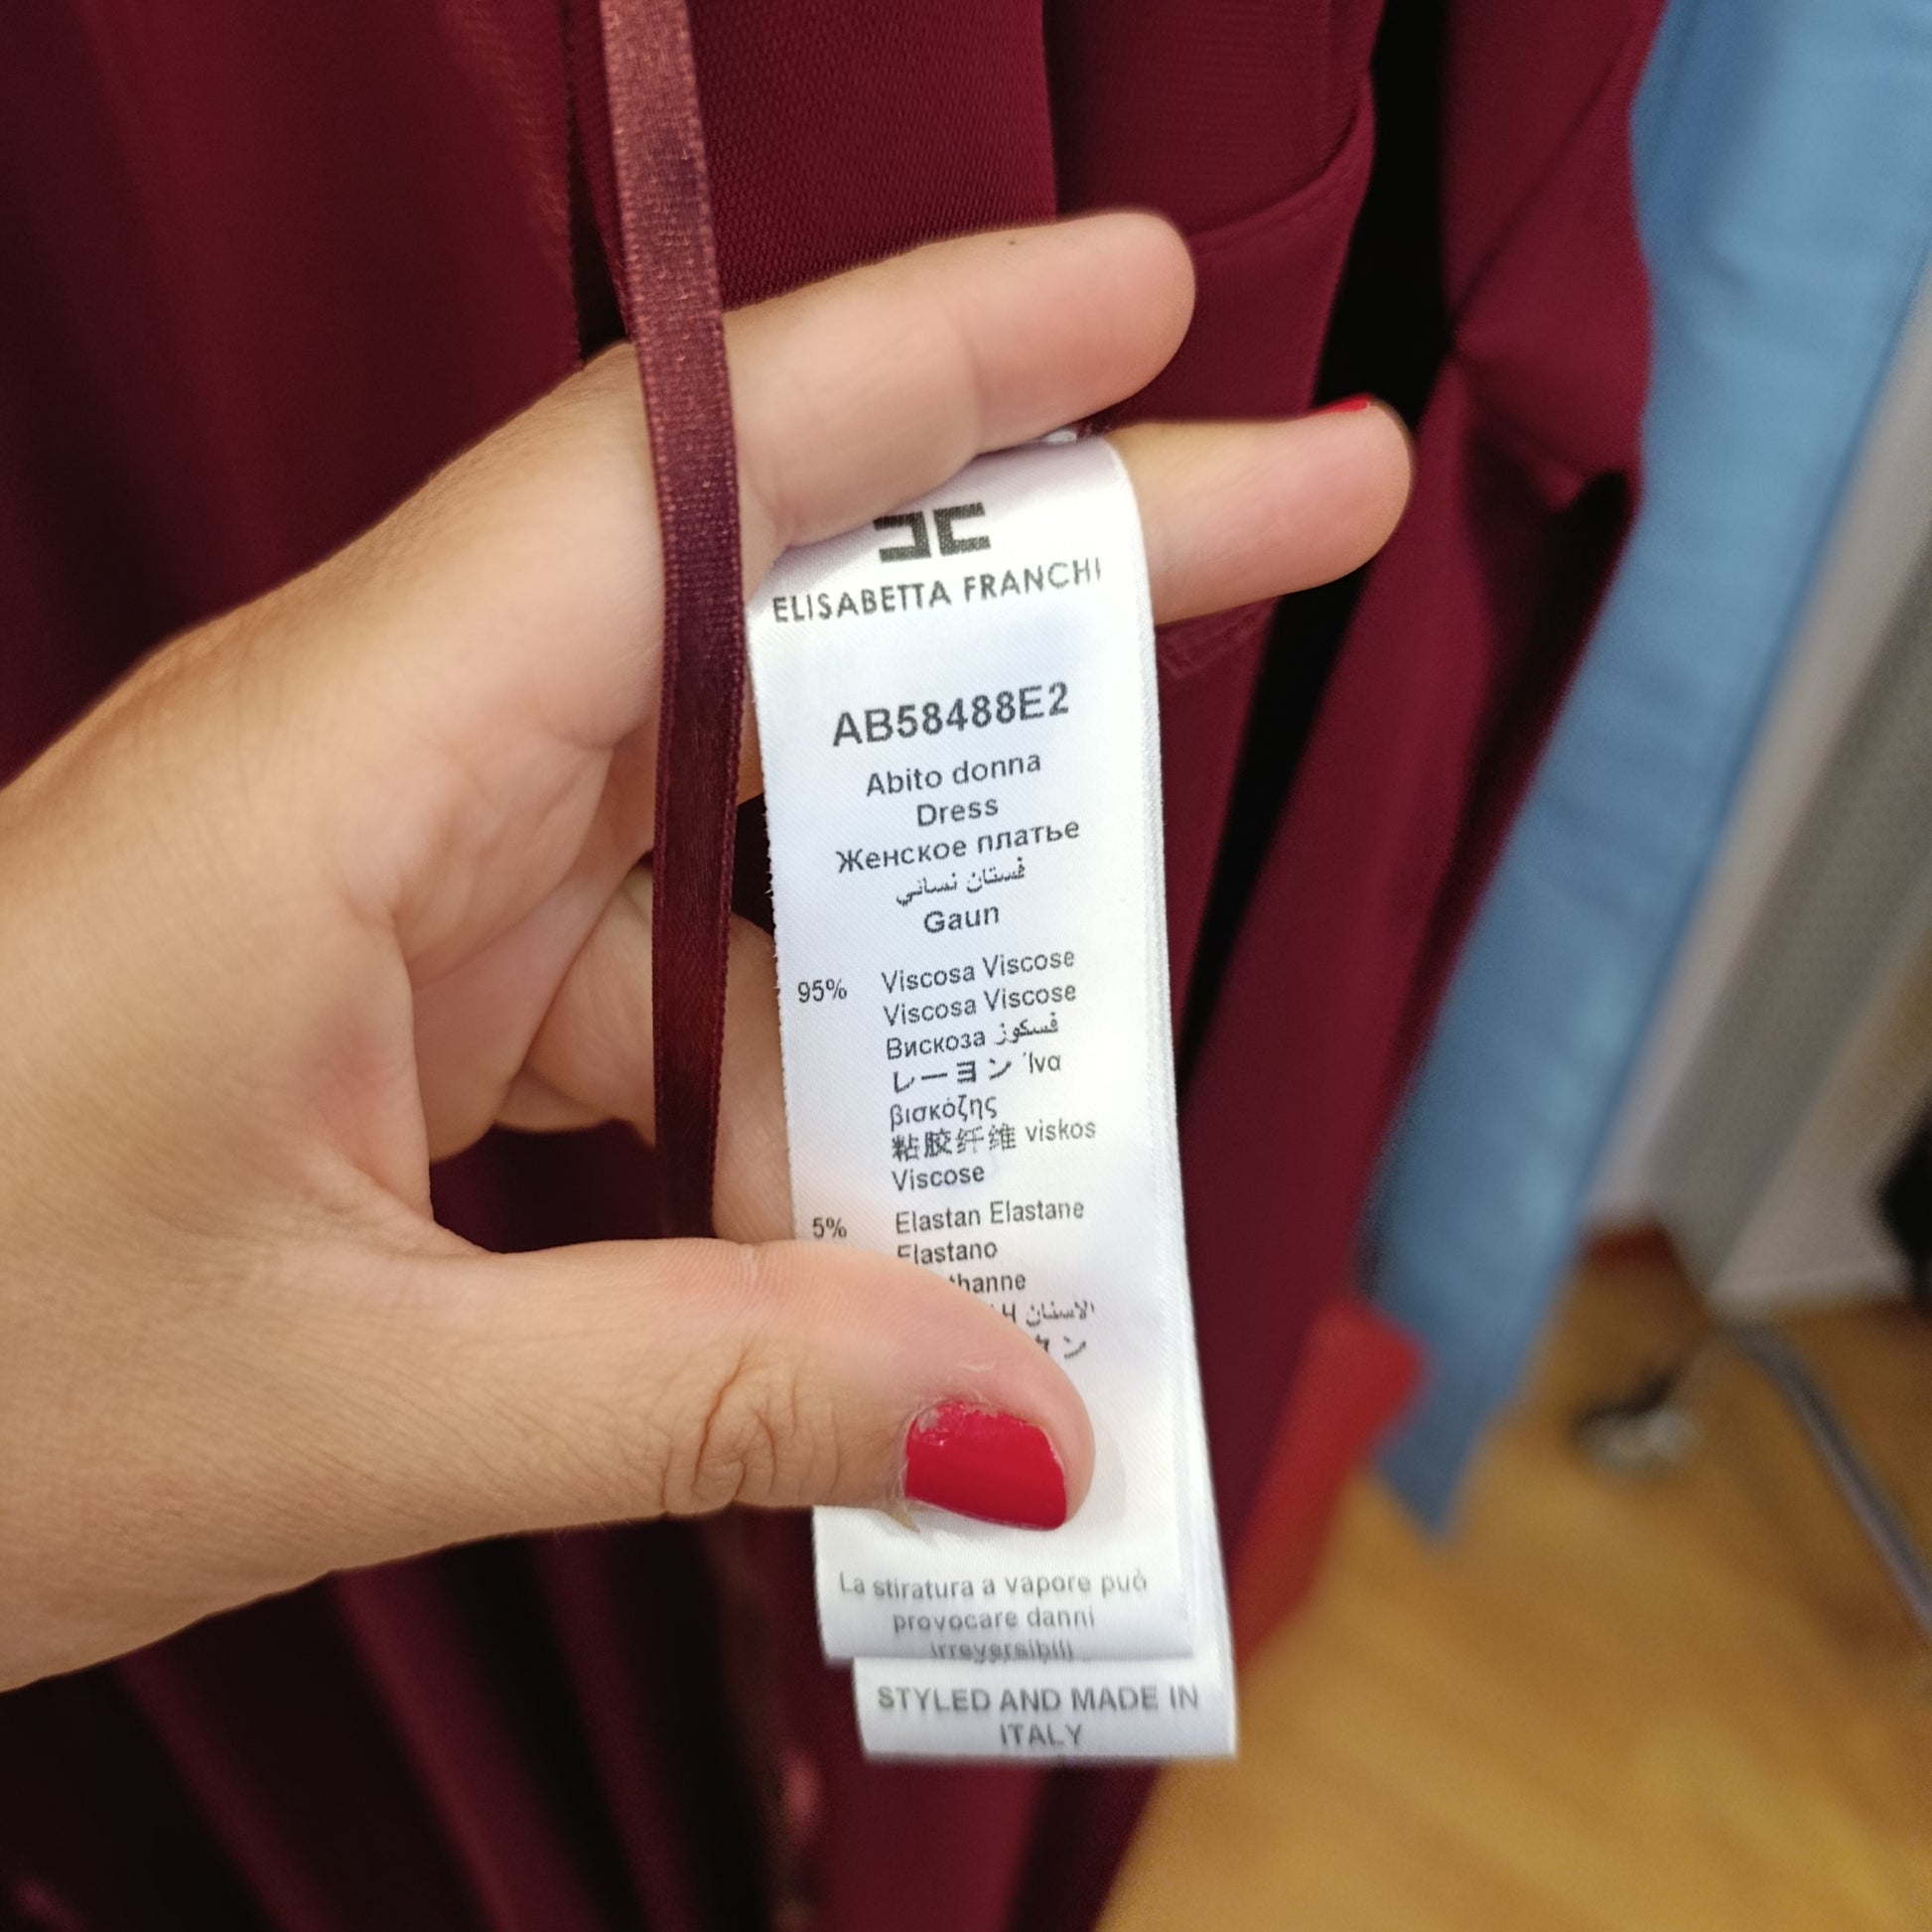 ELISABETTA FRANCHI
AB58488E2
Abito donna
Dress
Женское платье
فستان نسائي
Gaun
95% Viscosa Viscose
Viscosa Viscose
Вискоза فسكوز
レーヨン Ίνα
βισκόζης
粘胶纤维 viskos
Viscose
5% Elastan Elastane
Elastano
La stiratura a vapore può
provocare danni
irreversibili
STYLED AND MADE IN
ITALY